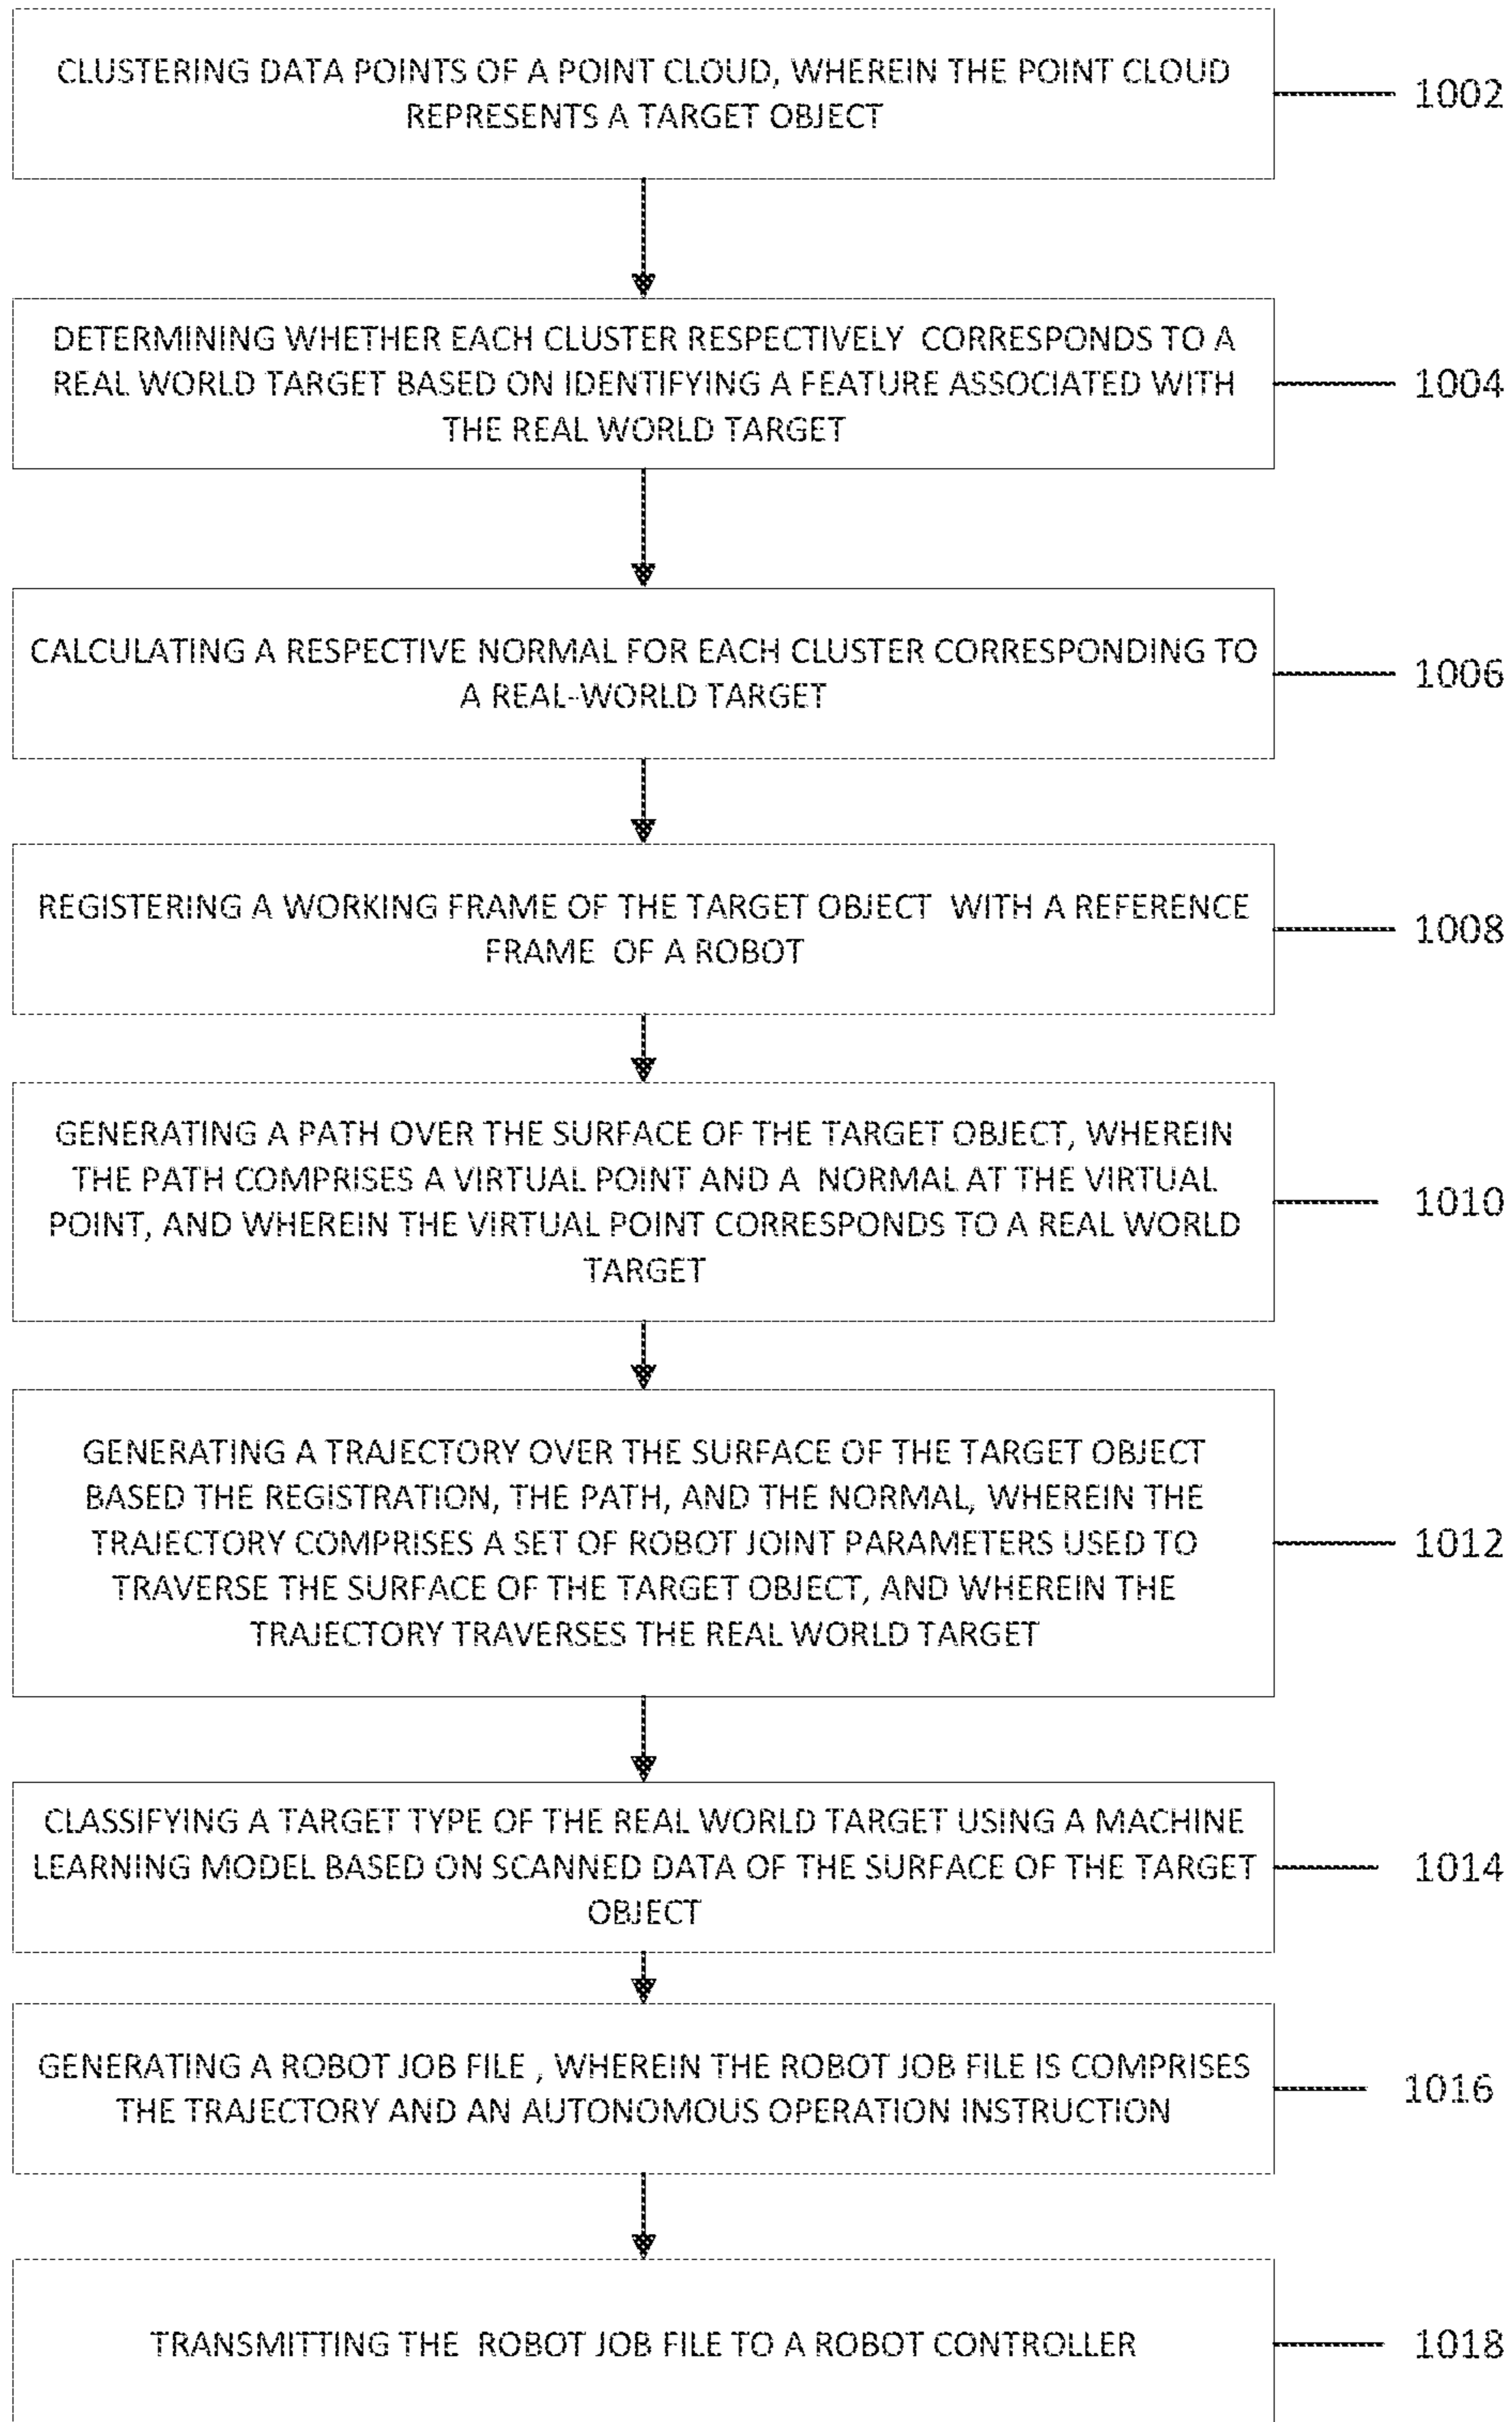 CLUSTERING DATA POINTS OF A POINT CLOUD, WHEREIN THE POINT CLOUD
REPRESENTS A TARGET OBJECT
1002
DETERMINING WHETHER EACH CLUSTER RESPECTIVELY CORRESPONDS TO A
REAL WORLD TARGET BASED ON IDENTIFYING A FEATURE ASSOCIATED WITH
THE REAL WORLD TARGET
1004
CALCULATING A RESPECTIVE NORMAL FOR EACH CLUSTER CORRESPONDING TO
A REAL-WORLD TARGET
1006
REGISTERING A WORKING FRAME OF THE TARGET OBJECT WITH A REFERENCE
FRAME OF A ROBOT
1008
GENERATING A PATH OVER THE SURFACE OF THE TARGET OBJECT, WHEREIN
THE PATH COMPRISES A VIRTUAL POINT AND A NORMAL AT THE VIRTUAL
POINT, AND WHEREIN THE VIRTUAL POINT CORRESPONDS TO A REAL WORLD
TARGET
1010
GENERATING A TRAJECTORY OVER THE SURFACE OF THE TARGET OBJECT
BASED THE REGISTRATION, THE PATH, AND THE NORMAL, WHEREIN THE
TRAJECTORY COMPRISES A SET OF ROBOT JOINT PARAMETERS USED TO
TRAVERSE THE SURFACE OF THE TARGET OBJECT, AND WHEREIN THE
TRAJECTORY TRAVERSES THE REAL WORLD TARGET
1012
CLASSIFYING A TARGET TYPE OF THE REAL WORLD TARGET USING A MACHINE
LEARNING MODEL BASED ON SCANNED DATA OF THE SURFACE OF THE TARGET
OBJECT
1014
GENERATING A ROBOT JOB FILE , WHEREIN THE ROBOT JOB FILE IS COMPRISES
THE TRAJECTORY AND AN AUTONOMOUS OPERATION INSTRUCTION
1016
TRANSMITTING THE ROBOT JOB FILE TO A ROBOT CONTROLLER
1018